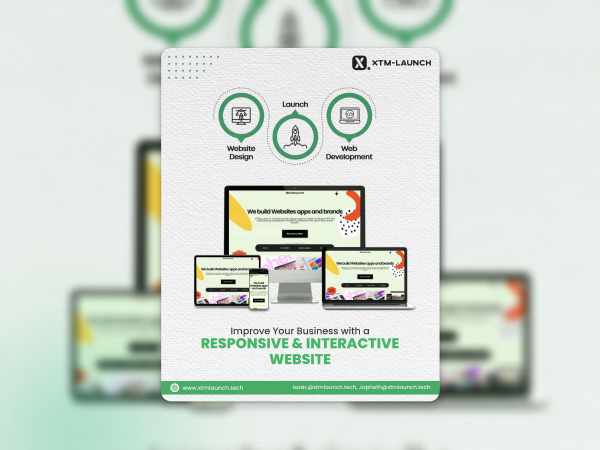 XTM-LAUNCH
Launch
Website
Design
Web
Development
We build Websites apps and brands
We build Websites apps and brands
We build Websites apps and brands
Improve Your Business with a
RESPONSIVE & INTERACTIVE
WEBSITE
www.xtmlaunch.tech
isaac@xtmlaunch.tech, Japheth@xtmlaunch.tech